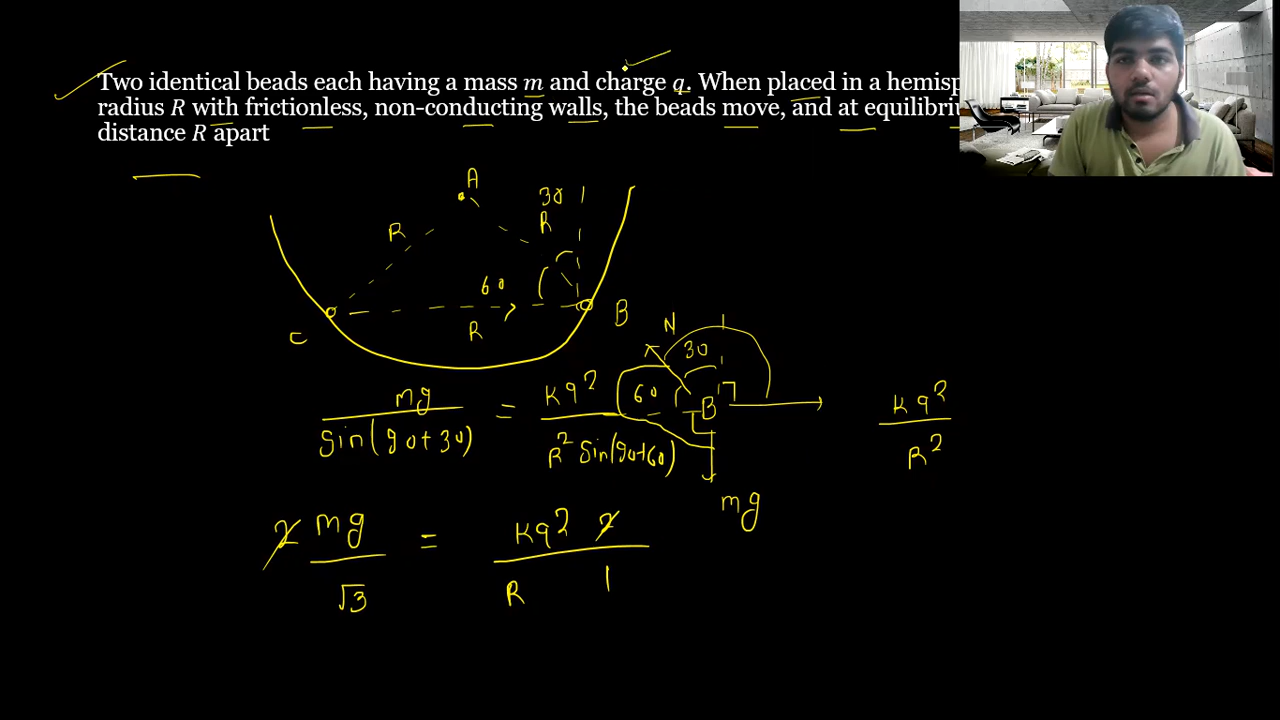 Two identical beads each having a mass m and charge q. When placed in a hemisp
radius R with frictionless, non-conducting walls, the beads move, and at equilibri
distance R apart
A
30
R
R
60
R
B
C
N
30
60
B
mg/sin(90+30) = kq²/R² sin(90+60)
kq²/R²
mg
2 mg/√3 = kq² 2/R 1